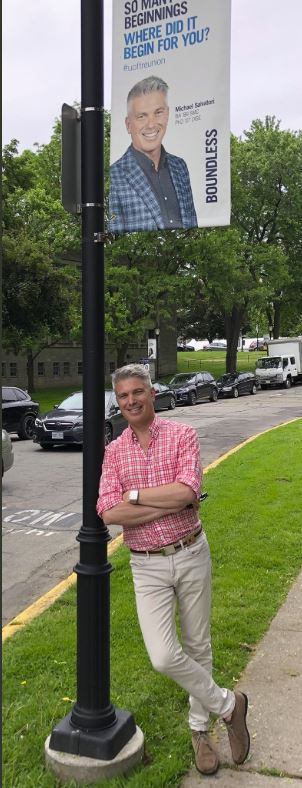 SO MANY
BEGINNINGS
WHERE DID IT
BEGIN FOR YOU?
#uoftreunion
Michael Salvatori
BOUNDLESS